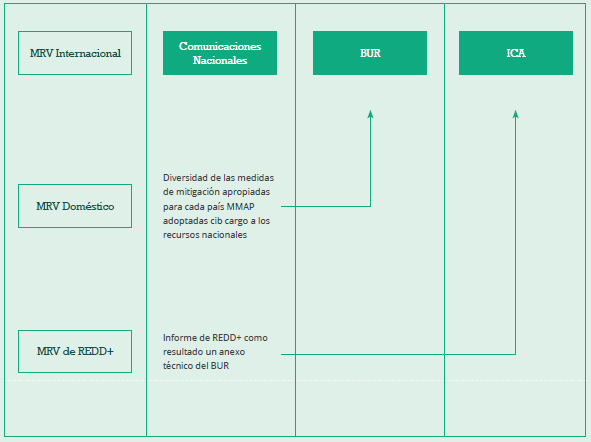 MRV Internacional
Comunicaciones
Nacionales
BUR
ICA
MRV Doméstico
Diversidad de las medidas
de mitigación apropiadas
para cada país MMAP
adoptadas cib cargo a los
recursos nacionales
MRV de REDD+
Informe de REDD+ como
resultado un anexo
técnico del BUR